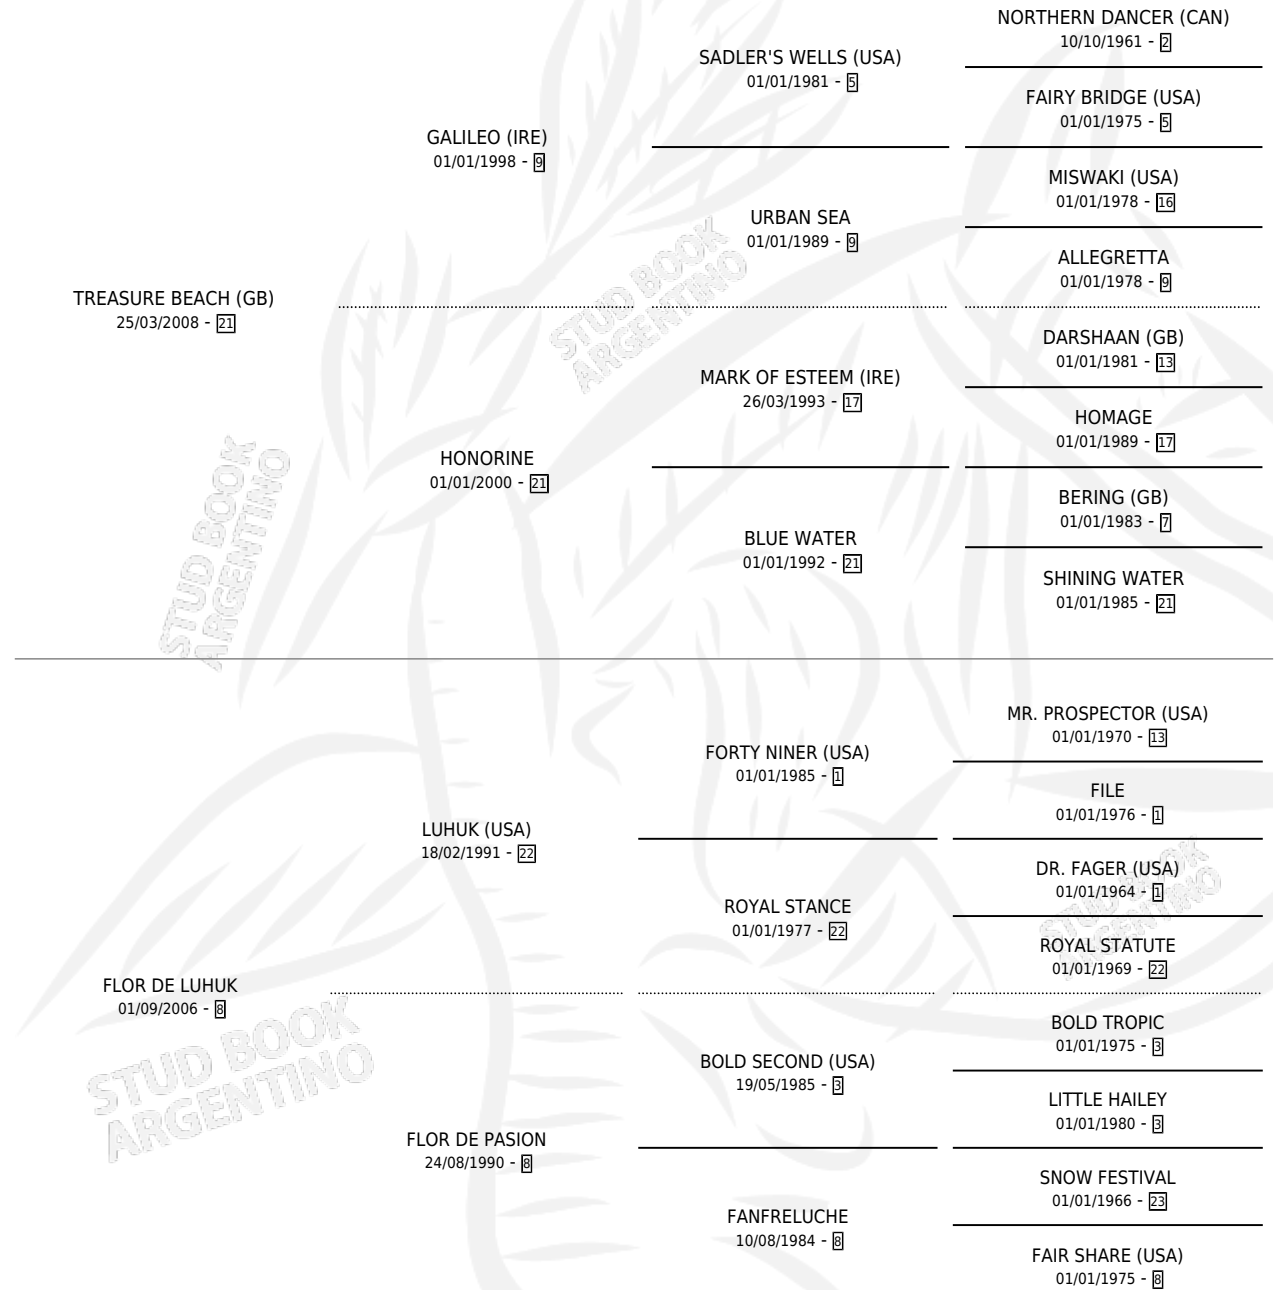 NORTHERN DANCER (CAN)
10/10/1961 - 2
SADLER'S WELLS (USA)
01/01/1981 - 5
FAIRY BRIDGE (USA)
01/01/1975 - 5
GALILEO (IRE)
01/01/1998 - 9
MISWAKI (USA)
01/01/1978 - 16
URBAN SEA
01/01/1989 - 9
ALLEGRETTA
01/01/1978 - 9
TREASURE BEACH (GB)
25/03/2008 - 21
DARSHAAN (GB)
01/01/1981 - 13
MARK OF ESTEEM (IRE)
26/03/1993 - 17
HOMAGE
01/01/1989 - 17
HONORINE
01/01/2000 - 21
BERING (GB)
01/01/1983 - 7
BLUE WATER
01/01/1992 - 21
SHINING WATER
01/01/1985 - 21
MR. PROSPECTOR (USA)
01/01/1970 - 13
FORTY NINER (USA)
01/01/1985 - 1
FILE
01/01/1976 - 1
LUHUK (USA)
18/02/1991 - 22
DR. FAGER (USA)
01/01/1964 - 1
ROYAL STANCE
01/01/1977 - 22
ROYAL STATUTE
01/01/1969 - 22
FLOR DE LUHUK
01/09/2006 - 8
BOLD TROPIC
01/01/1975 - 3
BOLD SECOND (USA)
19/05/1985 - 3
LITTLE HAILEY
01/01/1980 - 3
FLOR DE PASION
24/08/1990 - 8
SNOW FESTIVAL
01/01/1966 - 23
FANFRELUCHE
10/08/1984 - 8
FAIR SHARE (USA)
01/01/1975 - 8
STUD BOOK
ARGENTINO
STUD BOOK
ARGENTINO
STUD BOOK
ARGENTINO
STUD BOOK
ARGENTINO